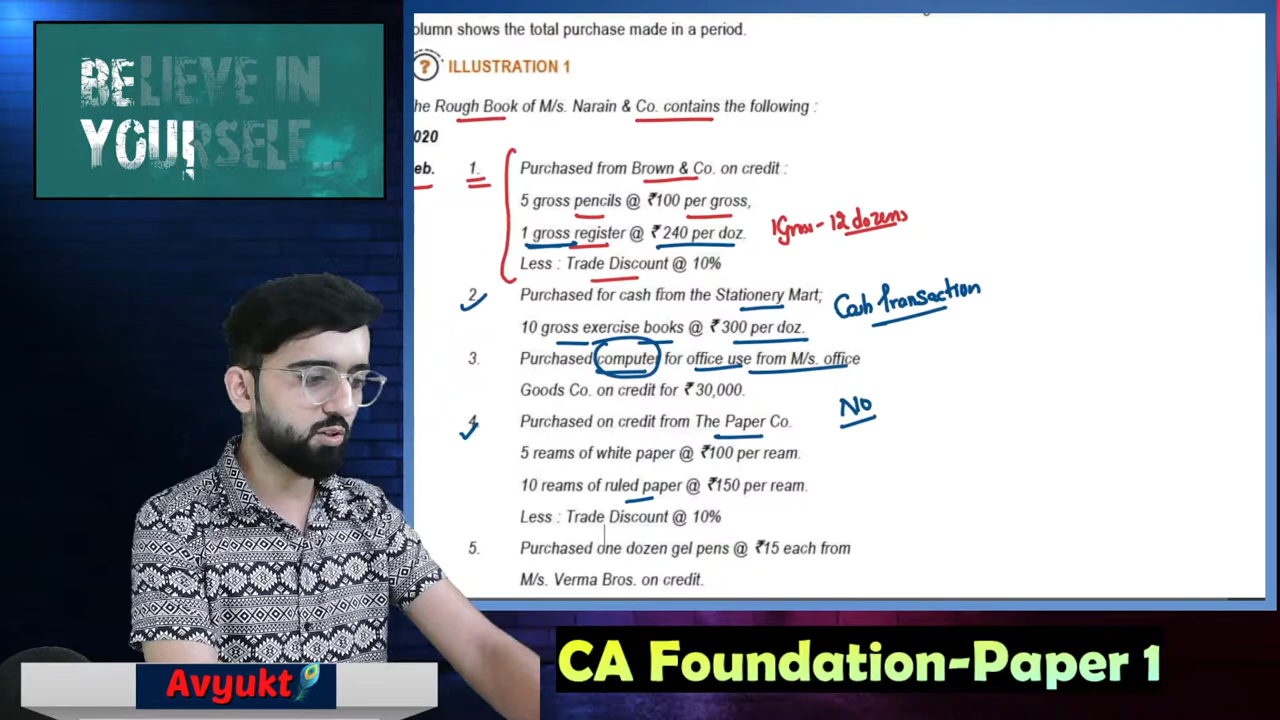 BELIEVE IN
YOURSELF...
olumn shows the total purchase made in a period.
? ILLUSTRATION 1
he Rough Book of M/s. Narain & Co. contains the following :
020
eb. 1. Purchased from Brown & Co. on credit :
5 gross pencils @ ₹100 per gross,
1 gross register @ ₹ 240 per doz.
1Gross - 12 dozens
Less : Trade Discount @ 10%
2. Purchased for cash from the Stationery Mart;
Cash Transaction
10 gross exercise books @ ₹ 300 per doz.
3. Purchased computer for office use from M/s. office
Goods Co. on credit for ₹ 30,000.
No
4. Purchased on credit from The Paper Co.
5 reams of white paper @ ₹100 per ream.
10 reams of ruled paper @ ₹150 per ream.
Less : Trade Discount @ 10%
5. Purchased one dozen gel pens @ ₹15 each from
M/s. Verma Bros. on credit.
Avyukt
CA Foundation-Paper 1